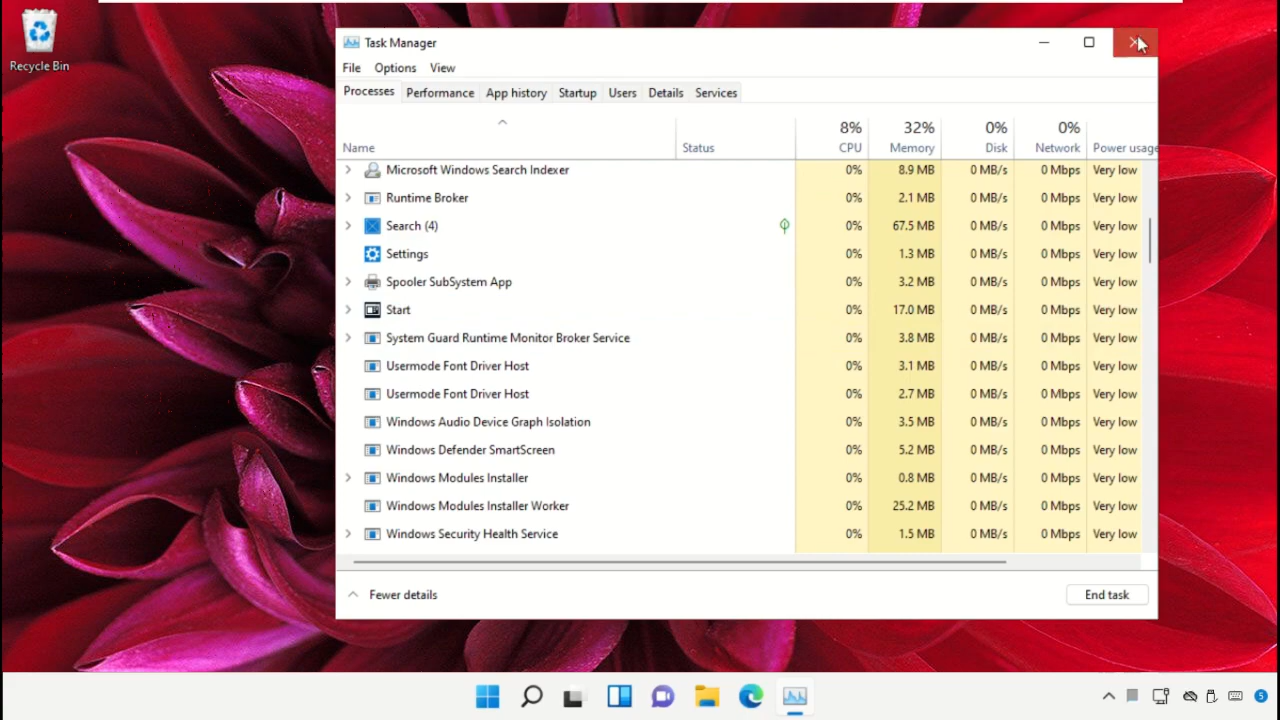 Recycle Bin
Task Manager
File Options View
Processes Performance App history Startup Users Details Services
8% 32% 0% 0%
Name Status CPU Memory Disk Network Power usage
Microsoft Windows Search Indexer 0% 8.9 MB 0 MB/s 0 Mbps Very low
Runtime Broker 0% 2.1 MB 0 MB/s 0 Mbps Very low
Search (4) 0% 67.5 MB 0 MB/s 0 Mbps Very low
Settings 0% 1.3 MB 0 MB/s 0 Mbps Very low
Spooler SubSystem App 0% 3.2 MB 0 MB/s 0 Mbps Very low
Start 0% 17.0 MB 0 MB/s 0 Mbps Very low
System Guard Runtime Monitor Broker Service 0% 3.8 MB 0 MB/s 0 Mbps Very low
Usermode Font Driver Host 0% 3.1 MB 0 MB/s 0 Mbps Very low
Usermode Font Driver Host 0% 2.7 MB 0 MB/s 0 Mbps Very low
Windows Audio Device Graph Isolation 0% 3.5 MB 0 MB/s 0 Mbps Very low
Windows Defender SmartScreen 0% 5.2 MB 0 MB/s 0 Mbps Very low
Windows Modules Installer 0% 0.8 MB 0 MB/s 0 Mbps Very low
Windows Modules Installer Worker 0% 25.2 MB 0 MB/s 0 Mbps Very low
Windows Security Health Service 0% 1.5 MB 0 MB/s 0 Mbps Very low
Fewer details End task
5